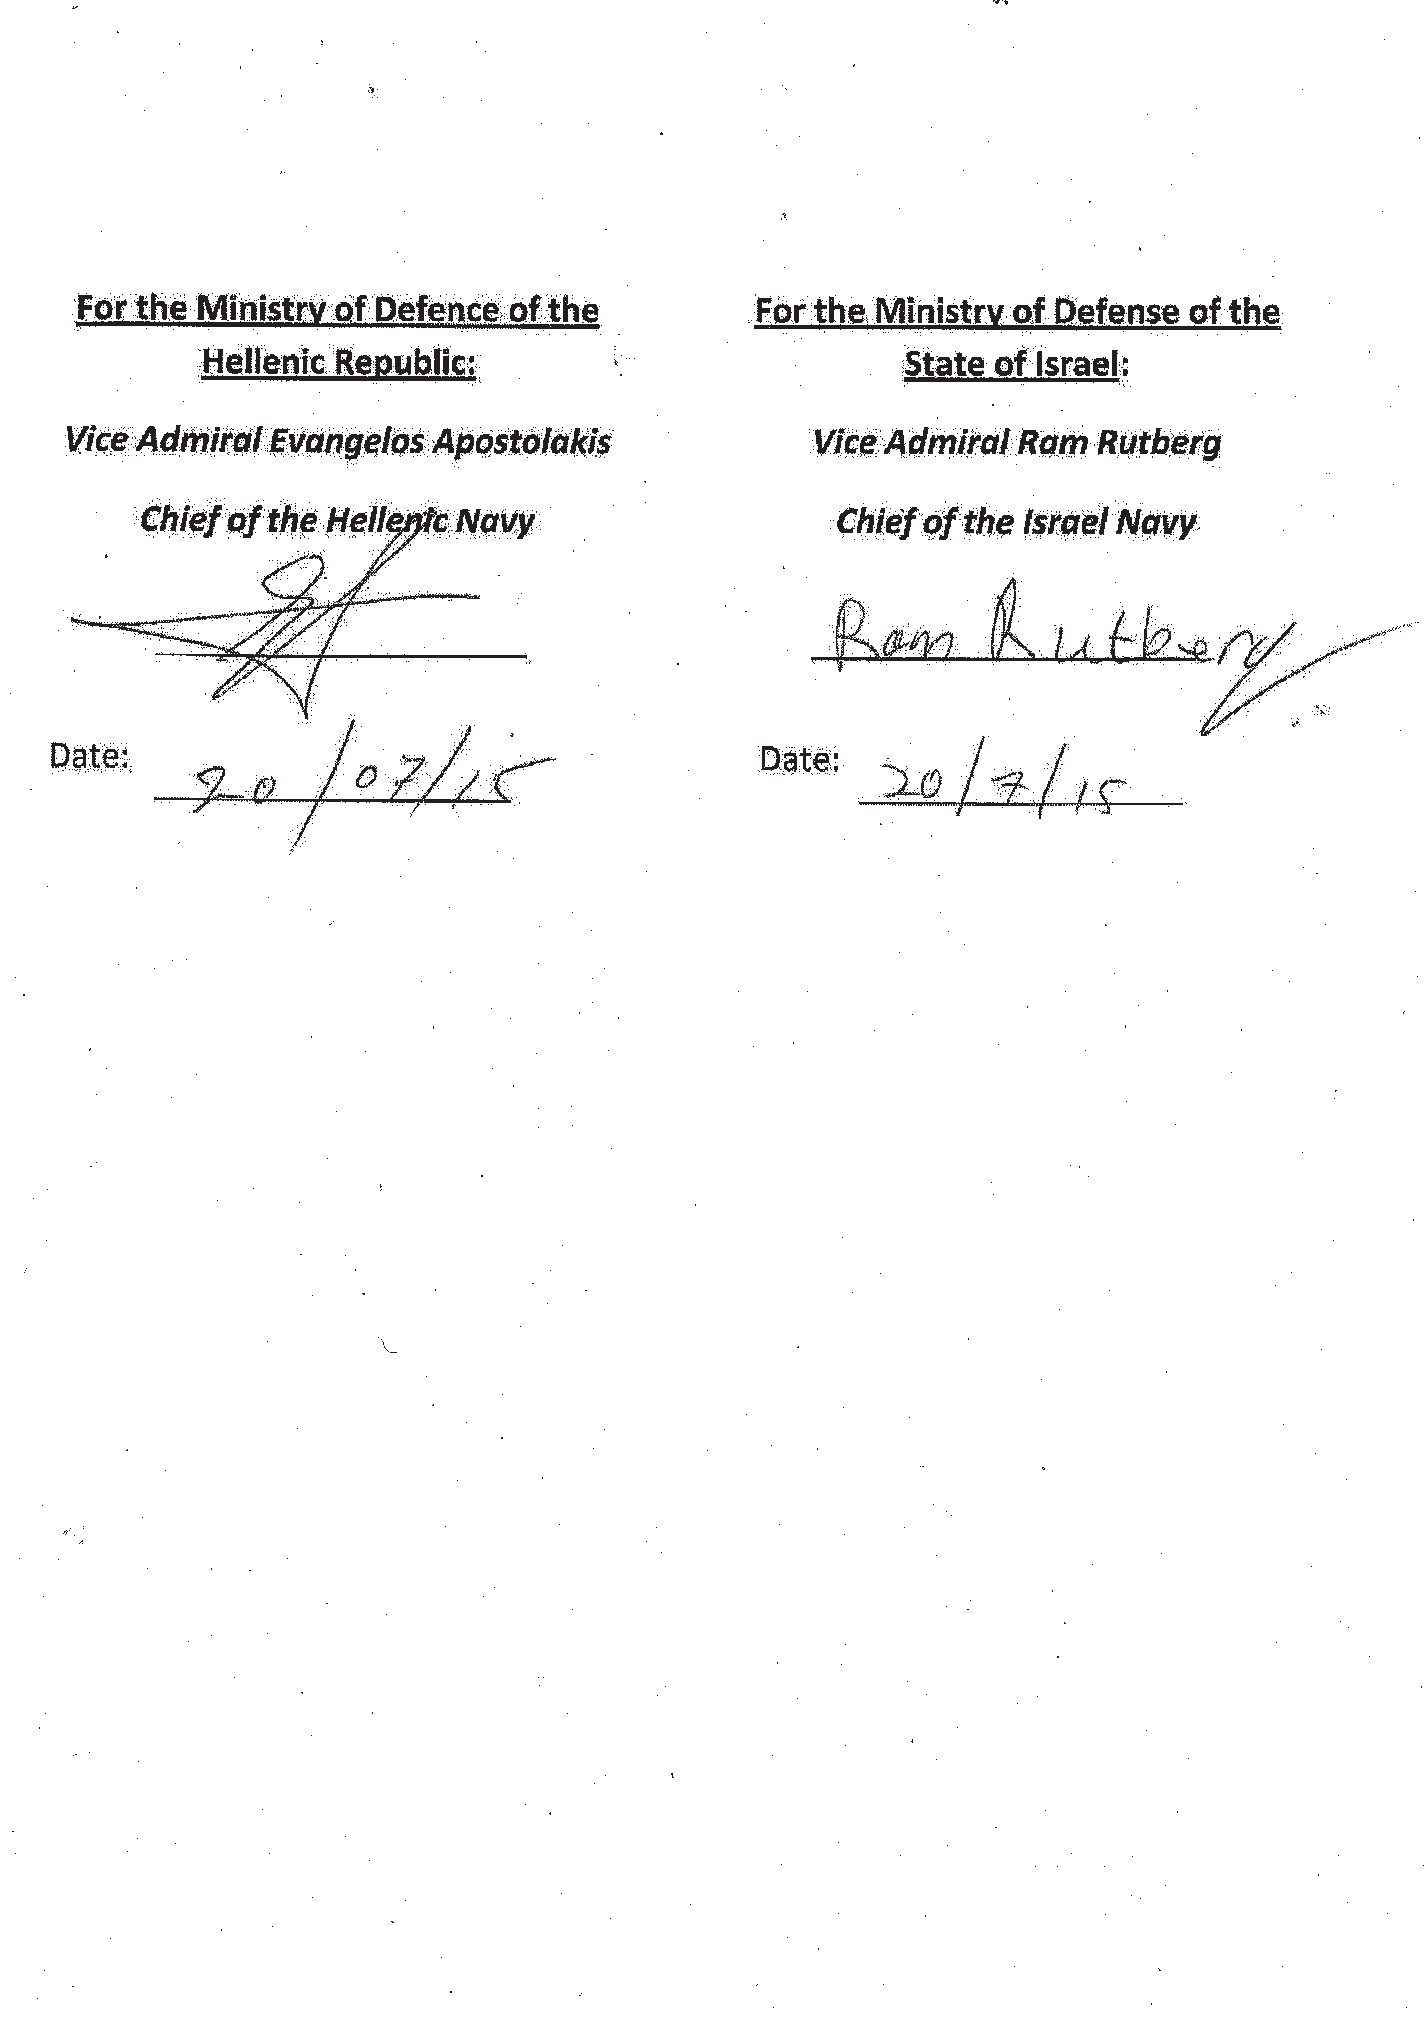 For the Ministry of Defence of the
Hellenic Republic:
Vice Admiral Evangelos Apostolakis
Chief of the Hellenic Navy
Date: 20/07/15
For the Ministry of Defense of the
State of Israel:
Vice Admiral Ram Rutberg
Chief of the Israel Navy
Ram Rutberg
Date: 20/7/15